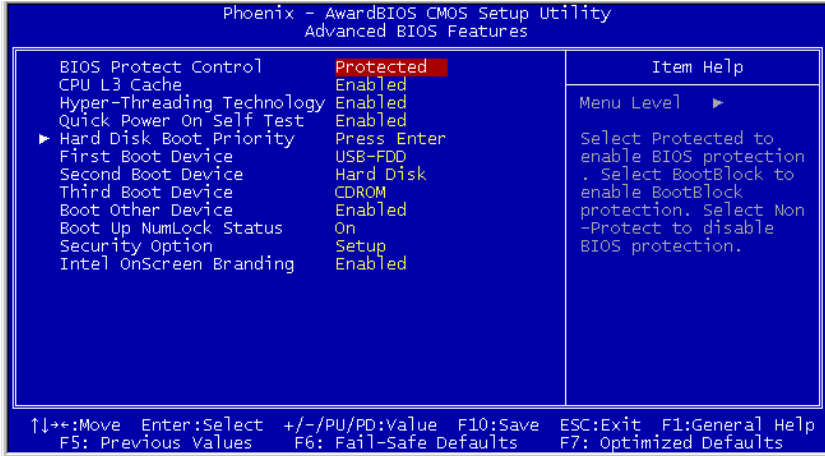 Phoenix - AwardBIOS CMOS Setup Utility
Advanced BIOS Features
BIOS Protect Control Protected
CPU L3 Cache Enabled
Hyper-Threading Technology Enabled
Quick Power On Self Test Enabled
► Hard Disk Boot Priority Press Enter
First Boot Device USB-FDD
Second Boot Device Hard Disk
Third Boot Device CDROM
Boot Other Device Enabled
Boot Up NumLock Status On
Security Option Setup
Intel OnScreen Branding Enabled
Item Help
Menu Level ►
Select Protected to
enable BIOS protection
. Select BootBlock to
enable BootBlock
protection. Select Non
-Protect to disable
BIOS protection.
↑↓→←:Move Enter:Select +/-/PU/PD:Value F10:Save ESC:Exit F1:General Help
F5: Previous Values F6: Fail-Safe Defaults F7: Optimized Defaults